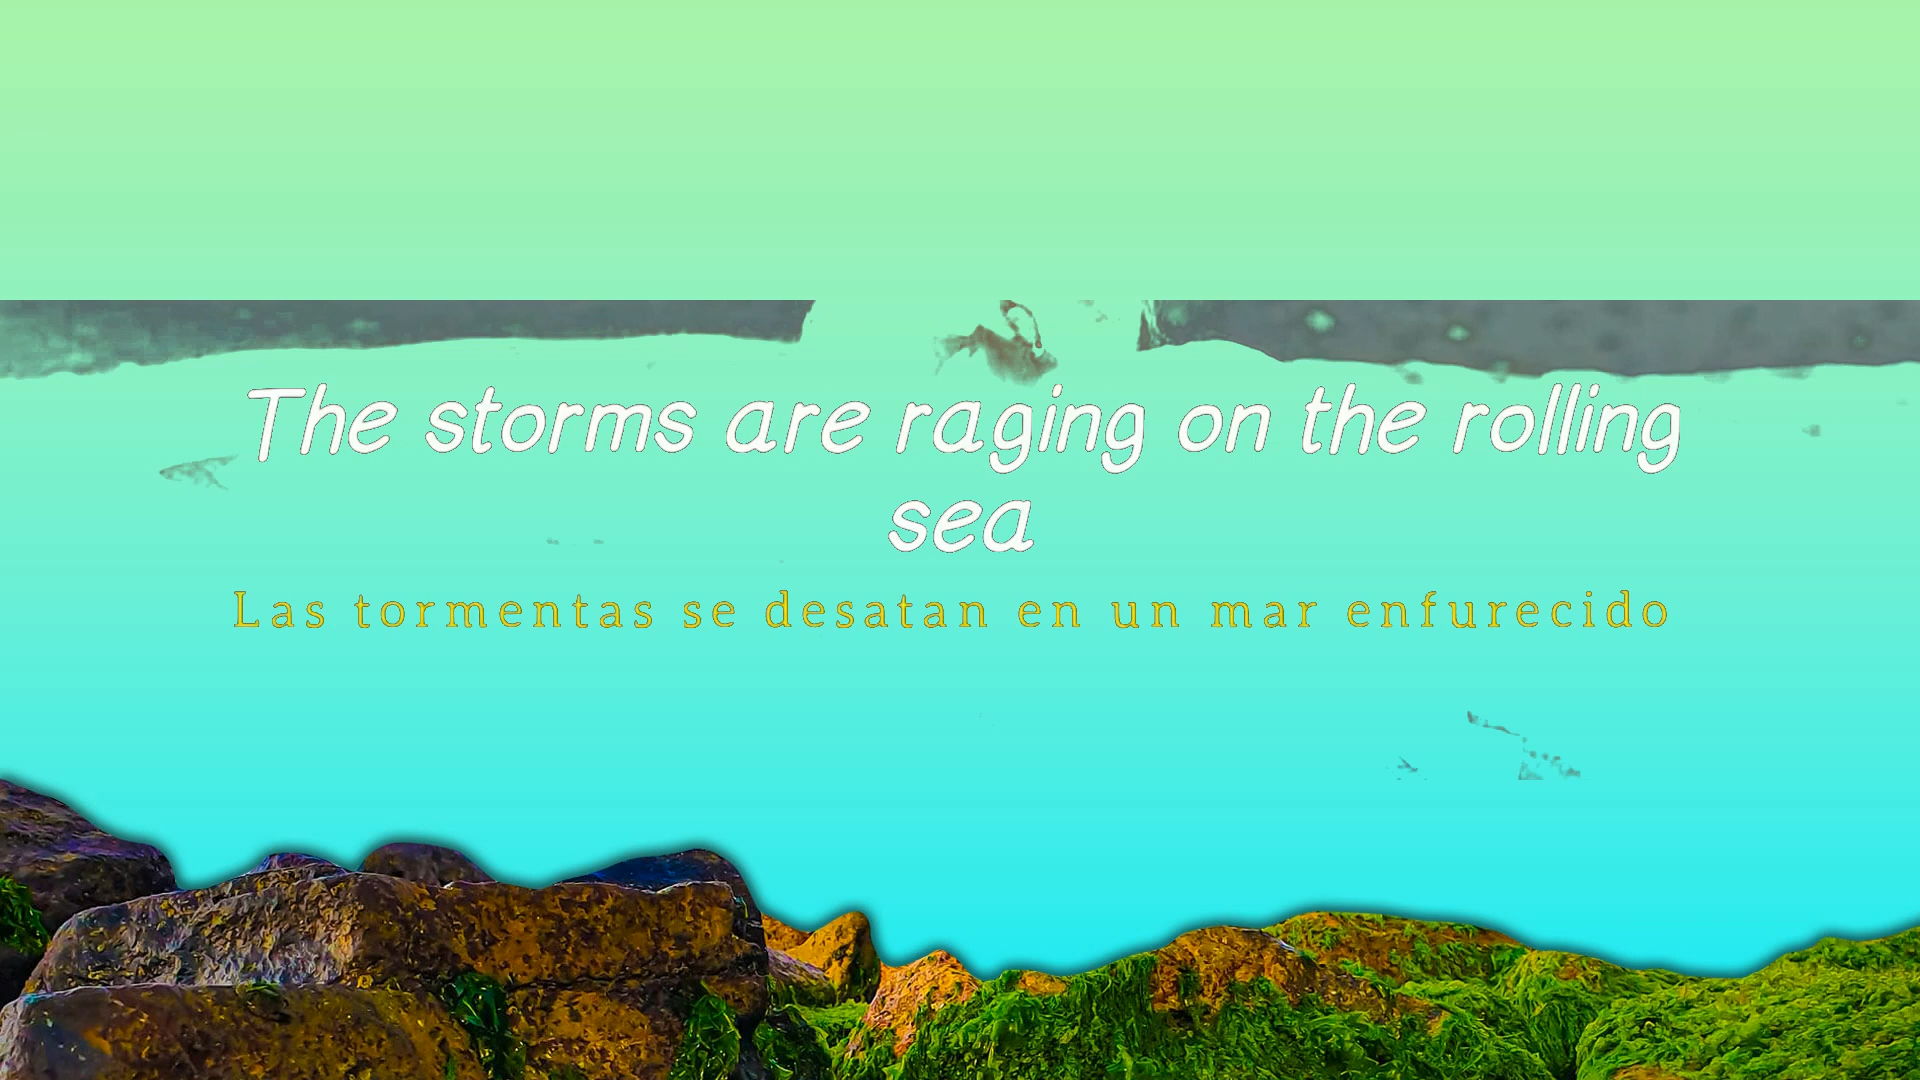 The storms are raging on the rolling
sea
Las tormentas se desatan en un mar enfurecido